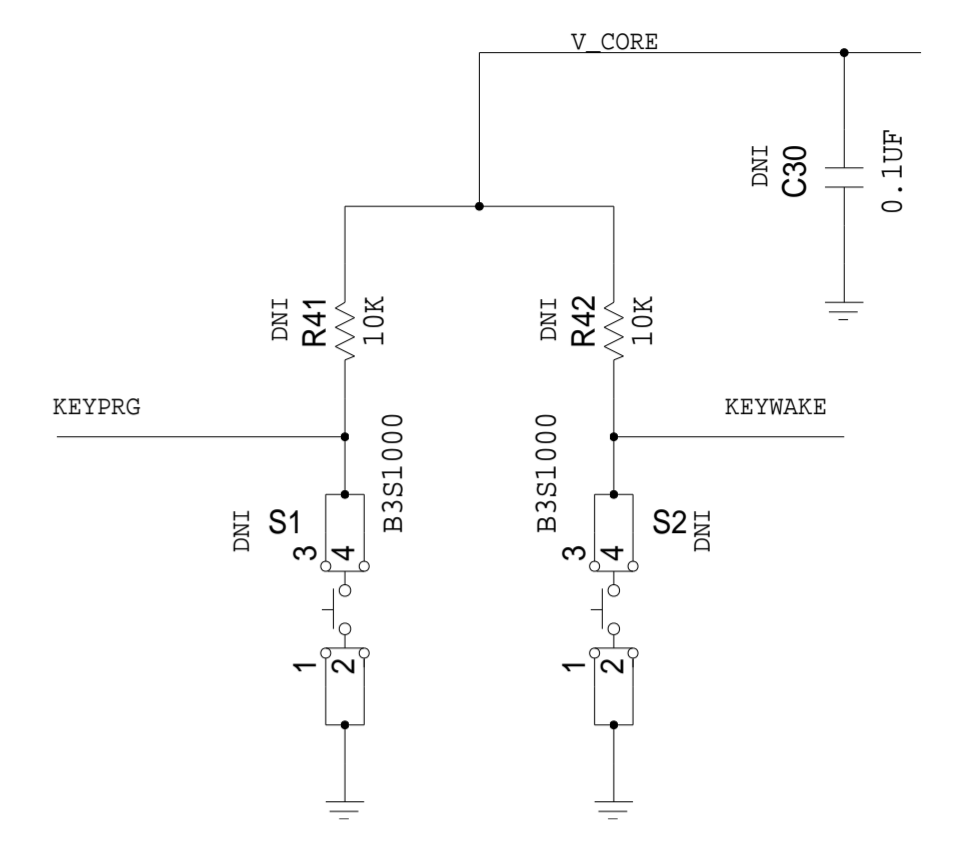 V_CORE
DNI
C30
0.1UF
DNI
R41
10K
DNI
R42
10K
KEYPRG
KEYWAKE
B3S1000
B3S1000
DNI
S1
3
4
1
2
S2
DNI
3
4
1
2